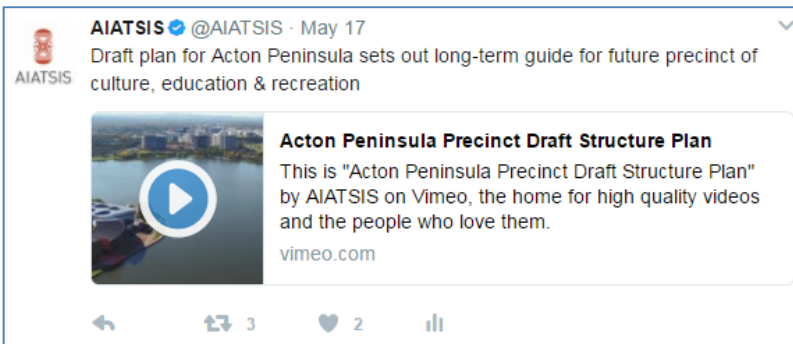 AIATSIS @AIATSIS · May 17
Draft plan for Acton Peninsula sets out long-term guide for future precinct of
culture, education & recreation
AIATSIS
Acton Peninsula Precinct Draft Structure Plan
This is "Acton Peninsula Precinct Draft Structure Plan"
by AIATSIS on Vimeo, the home for high quality videos
and the people who love them.
vimeo.com
3 2